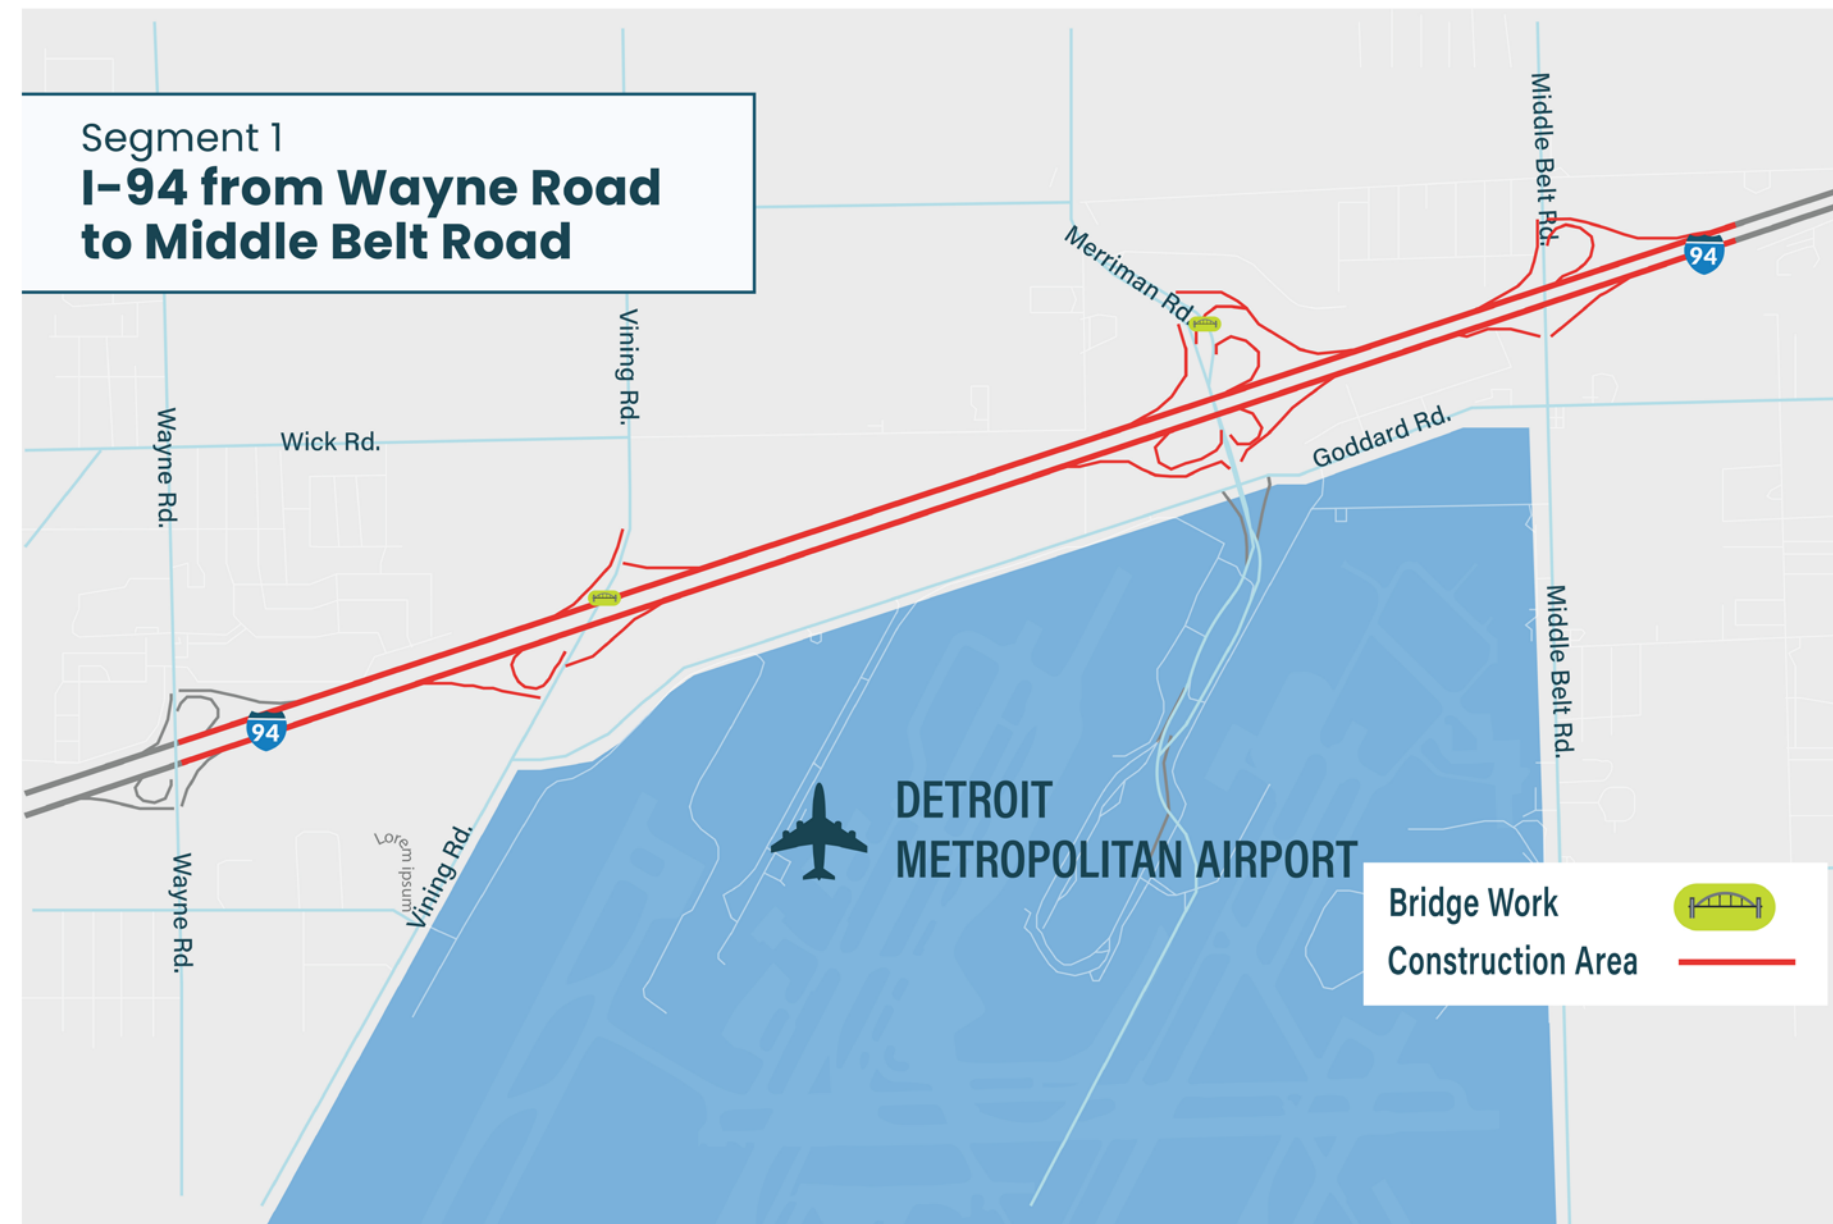 Segment 1
I-94 from Wayne Road
to Middle Belt Road
Middle Belt Rd.
94
Merriman Rd.
Vining Rd.
Wayne Rd.
Wick Rd.
Goddard Rd.
Middle Belt Rd.
94
DETROIT
METROPOLITAN AIRPORT
Lorem ipsum
Vining Rd.
Wayne Rd.
Bridge Work
Construction Area